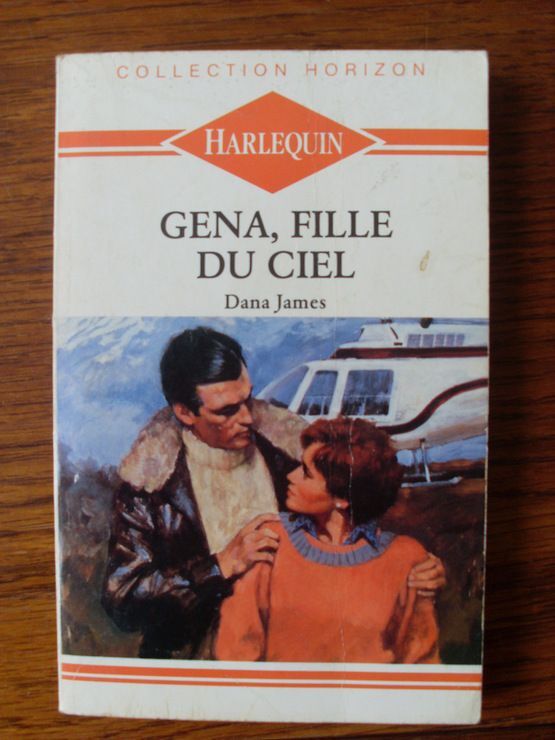 COLLECTION HORIZON
HARLEQUIN
GENA, FILLE
DU CIEL
Dana James